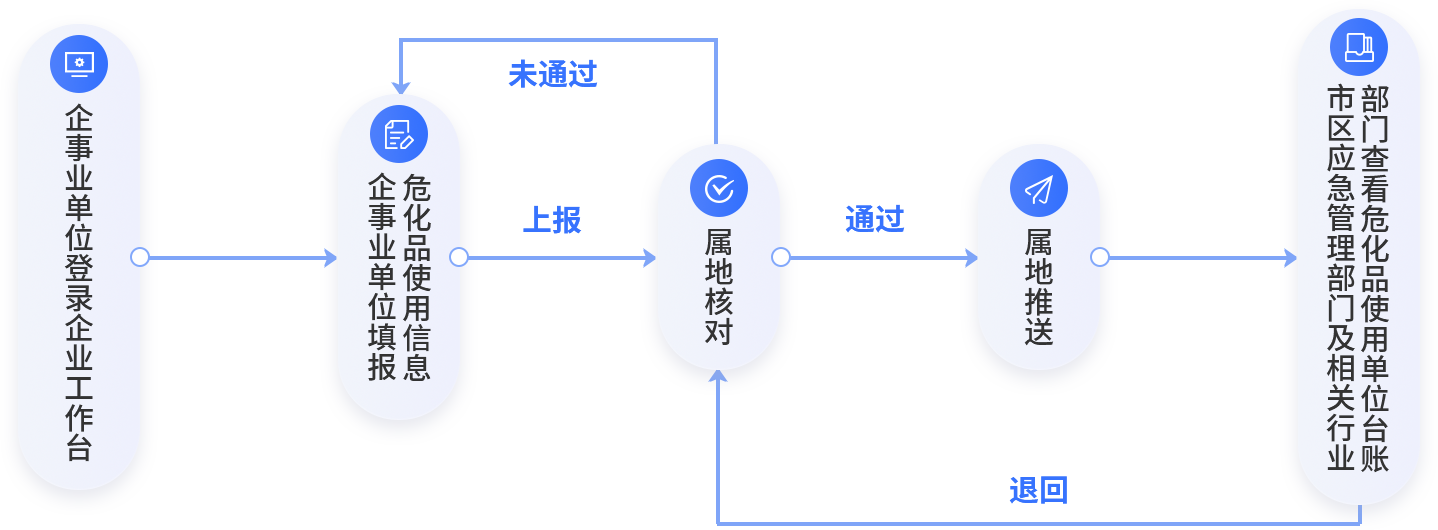 企事业单位登录企业工作台
未通过
企事业单位填报
危化品使用信息
上报
属地核对
通过
属地推送
市区应急管理部门及相关行业
部门查看危化品使用单位台账
退回